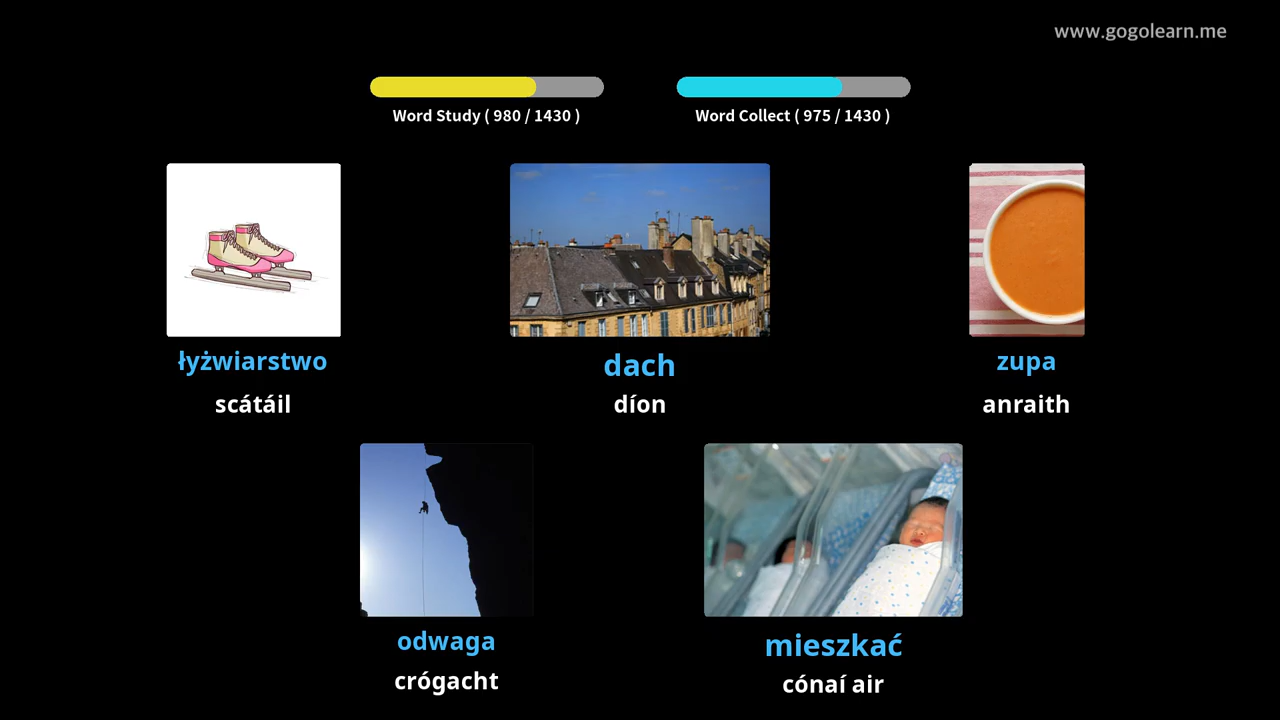 www.gogolearn.me
Word Study ( 980 / 1430 )
Word Collect ( 975 / 1430 )
łyżwiarstwo
scátáil
dach
díon
zupa
anraith
odwaga
crógacht
mieszkać
cónaí air